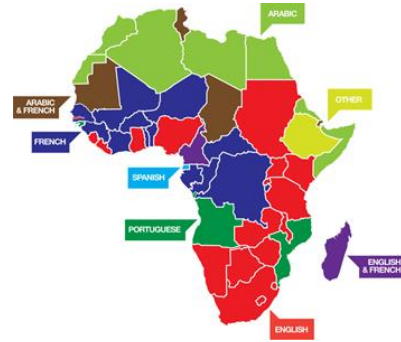 ARABIC
ARABIC
& FRENCH
OTHER
FRENCH
SPANISH
PORTUGUESE
ENGLISH
& FRENCH
ENGLISH